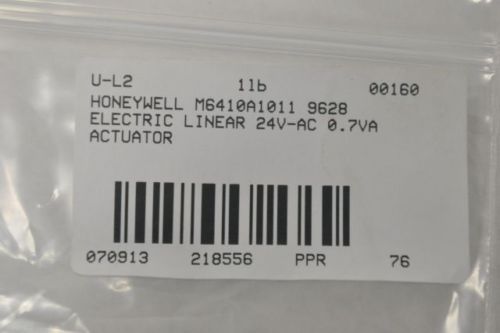 U-L2 1lb 00160
HONEYWELL M6410A1011 9628
ELECTRIC LINEAR 24V-AC 0.7VA
ACTUATOR
070913 218556 PPR 76